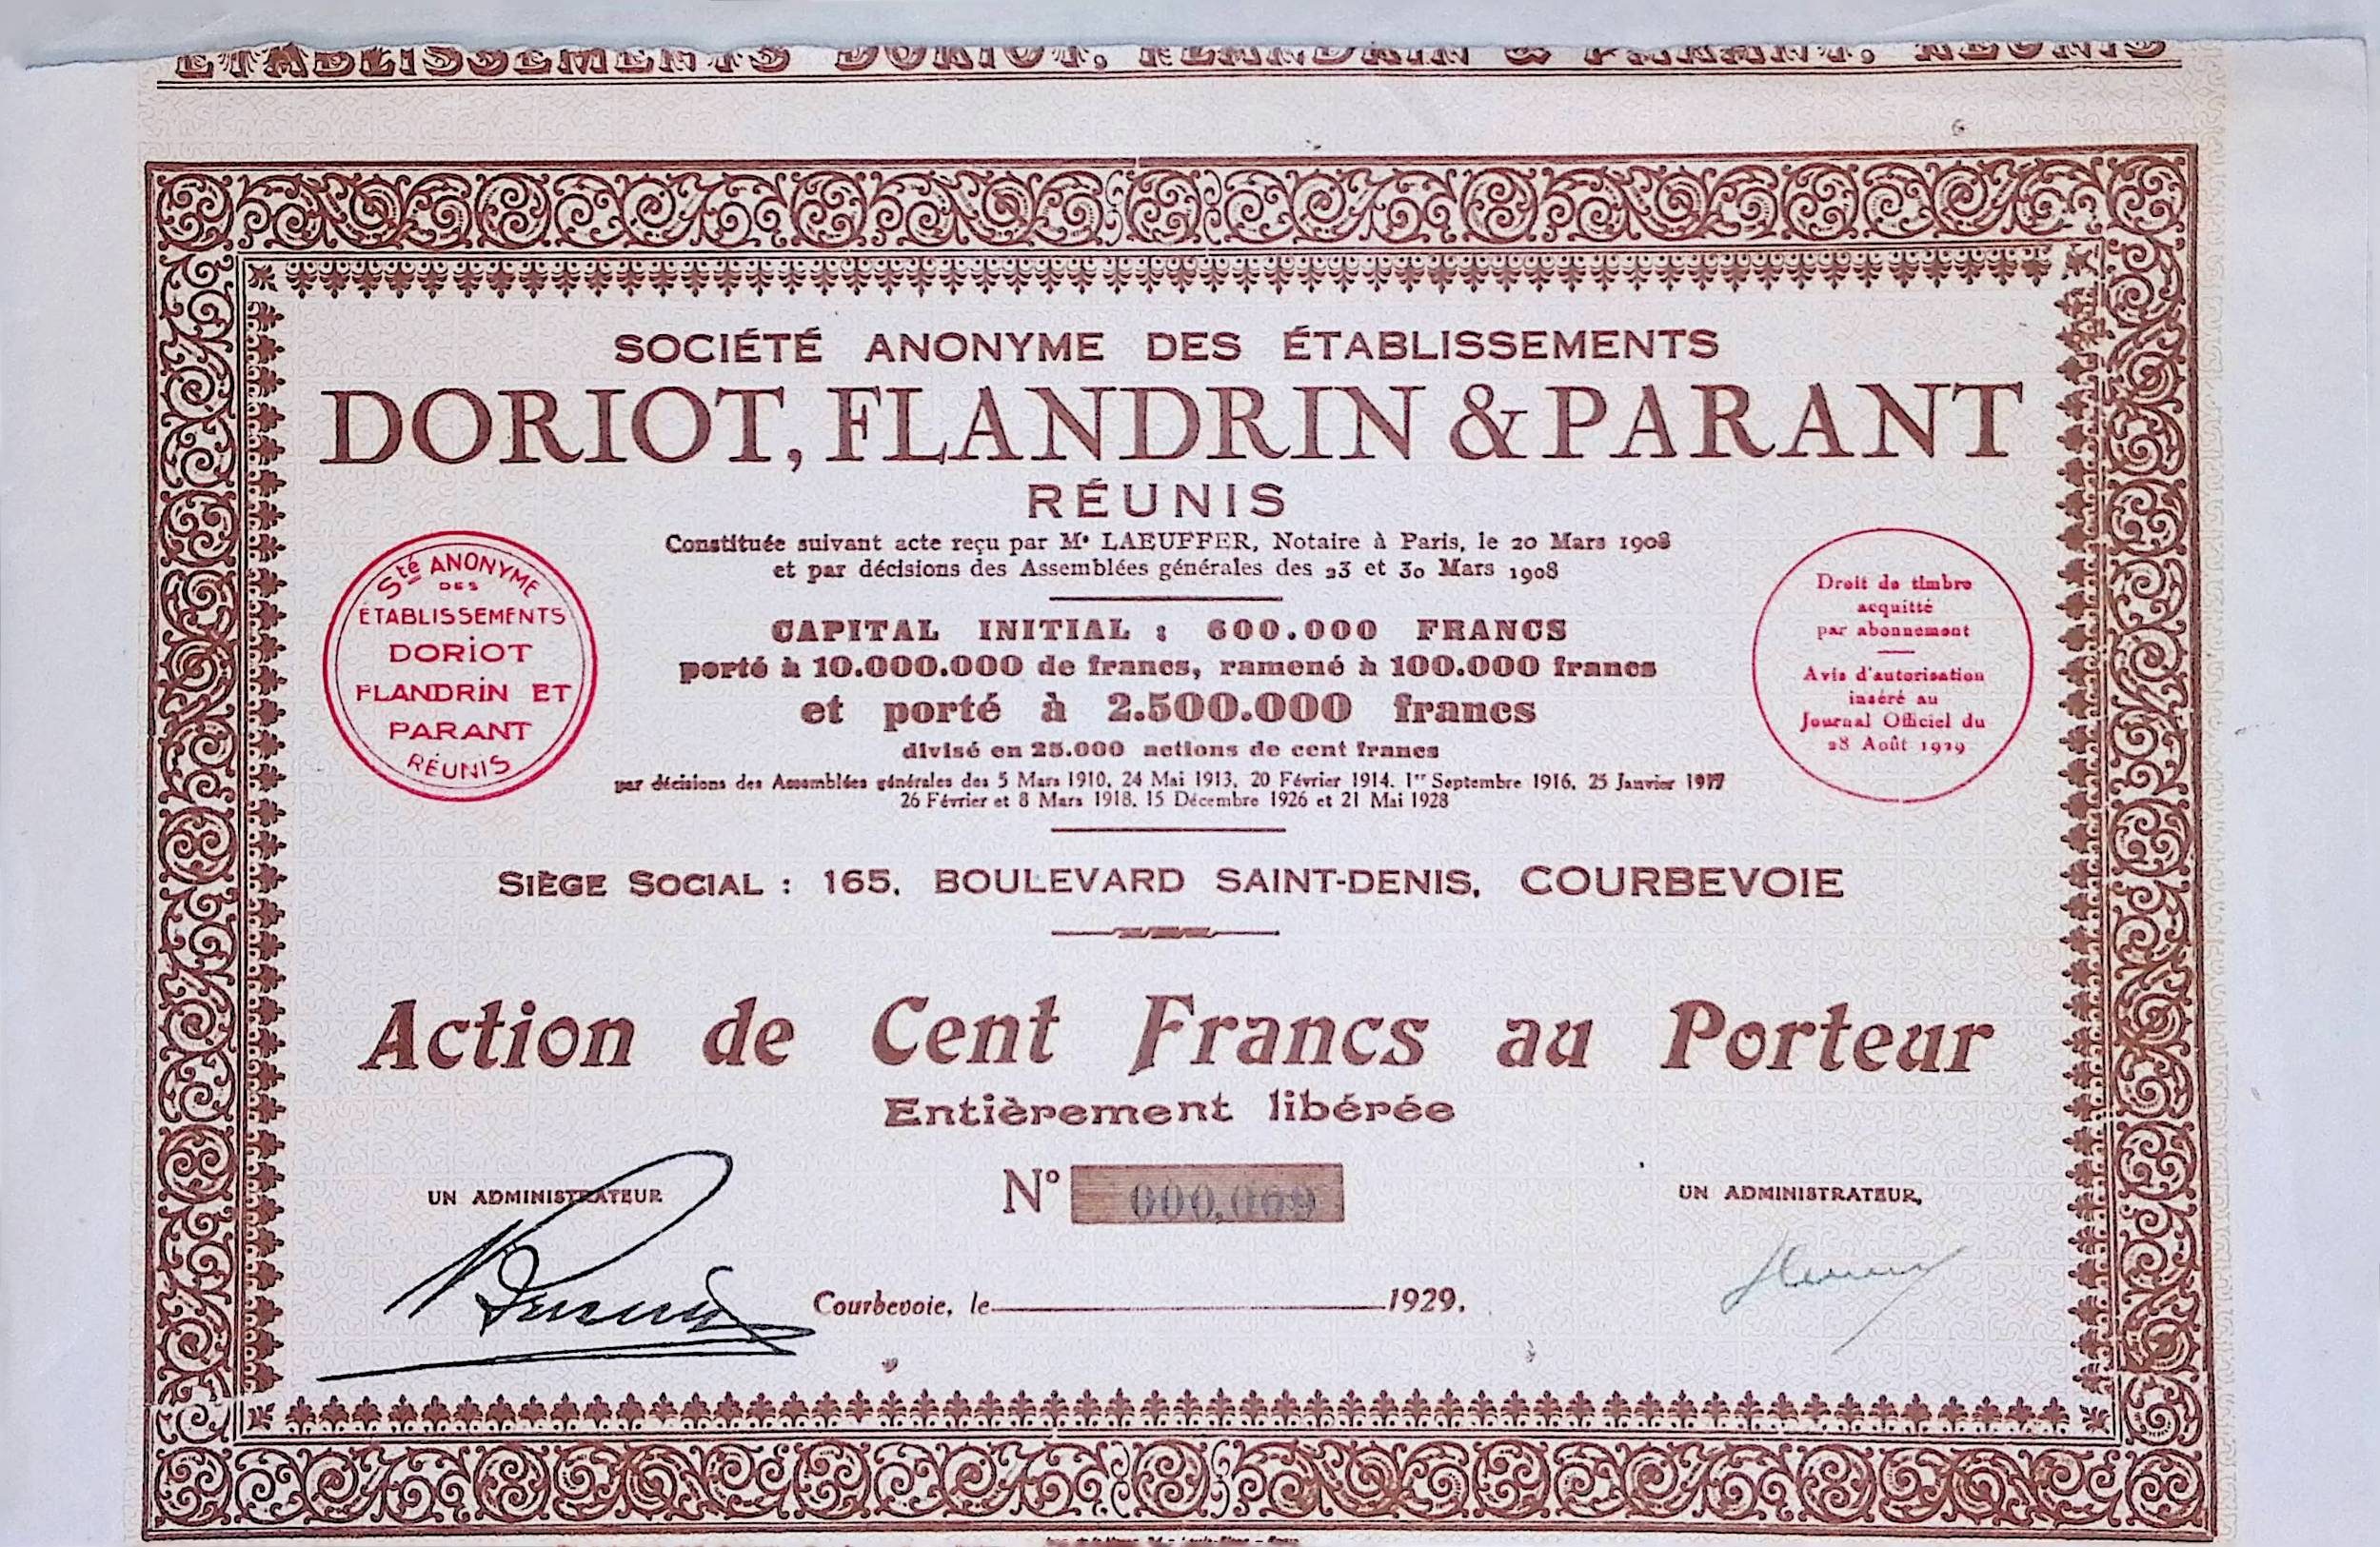 ÉTABLISSEMENTS DORIOT, FLANDRIN & PARANT, RÉUNIS
SOCIÉTÉ ANONYME DES ÉTABLISSEMENTS
DORIOT, FLANDRIN & PARANT
RÉUNIS
Constituée suivant acte reçu par Mᵉ LAEUFFER, Notaire à Paris, le 20 Mars 1908
et par décisions des Assemblées générales des 23 et 30 Mars 1908
CAPITAL INITIAL : 600.000 FRANCS
porté à 10.000.000 de francs, ramené à 100.000 francs
et porté à 2.500.000 francs
divisé en 25.000 actions de cent francs
par décisions des Assemblées générales des 5 Mars 1910, 24 Mai 1913, 20 Février 1914, 1ᵉʳ Septembre 1916, 25 Janvier 1917
26 Février et 8 Mars 1918, 15 Décembre 1926 et 21 Mai 1928
Sté ANONYME
DES
ÉTABLISSEMENTS
DORIOT
FLANDRIN ET
PARANT
RÉUNIS
Droit de timbre
acquitté
par abonnement
Avis d'autorisation
inséré au
Journal Officiel du
28 Août 1929
SIÈGE SOCIAL : 165, BOULEVARD SAINT-DENIS, COURBEVOIE
Action de Cent Francs au Porteur
Entièrement libérée
UN ADMINISTRATEUR
N° 000,069
UN ADMINISTRATEUR,
Courbevoie, le 1929.